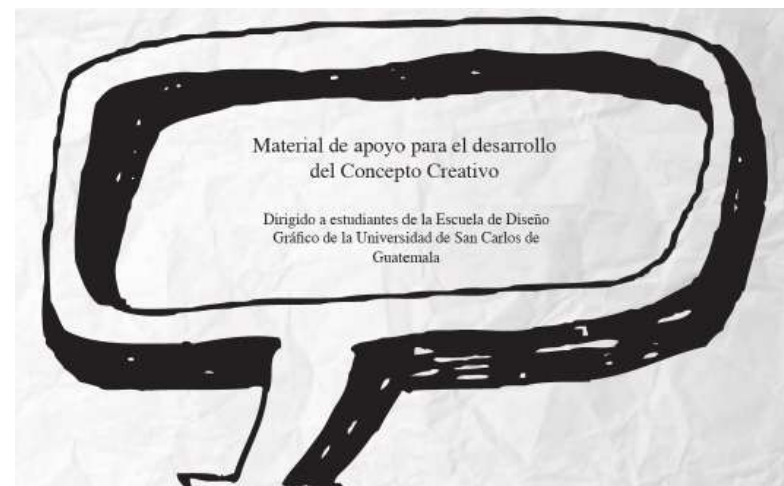 Material de apoyo para el desarrollo
del Concepto Creativo
Dirigido a estudiantes de la Escuela de Diseño
Gráfico de la Universidad de San Carlos de
Guatemala